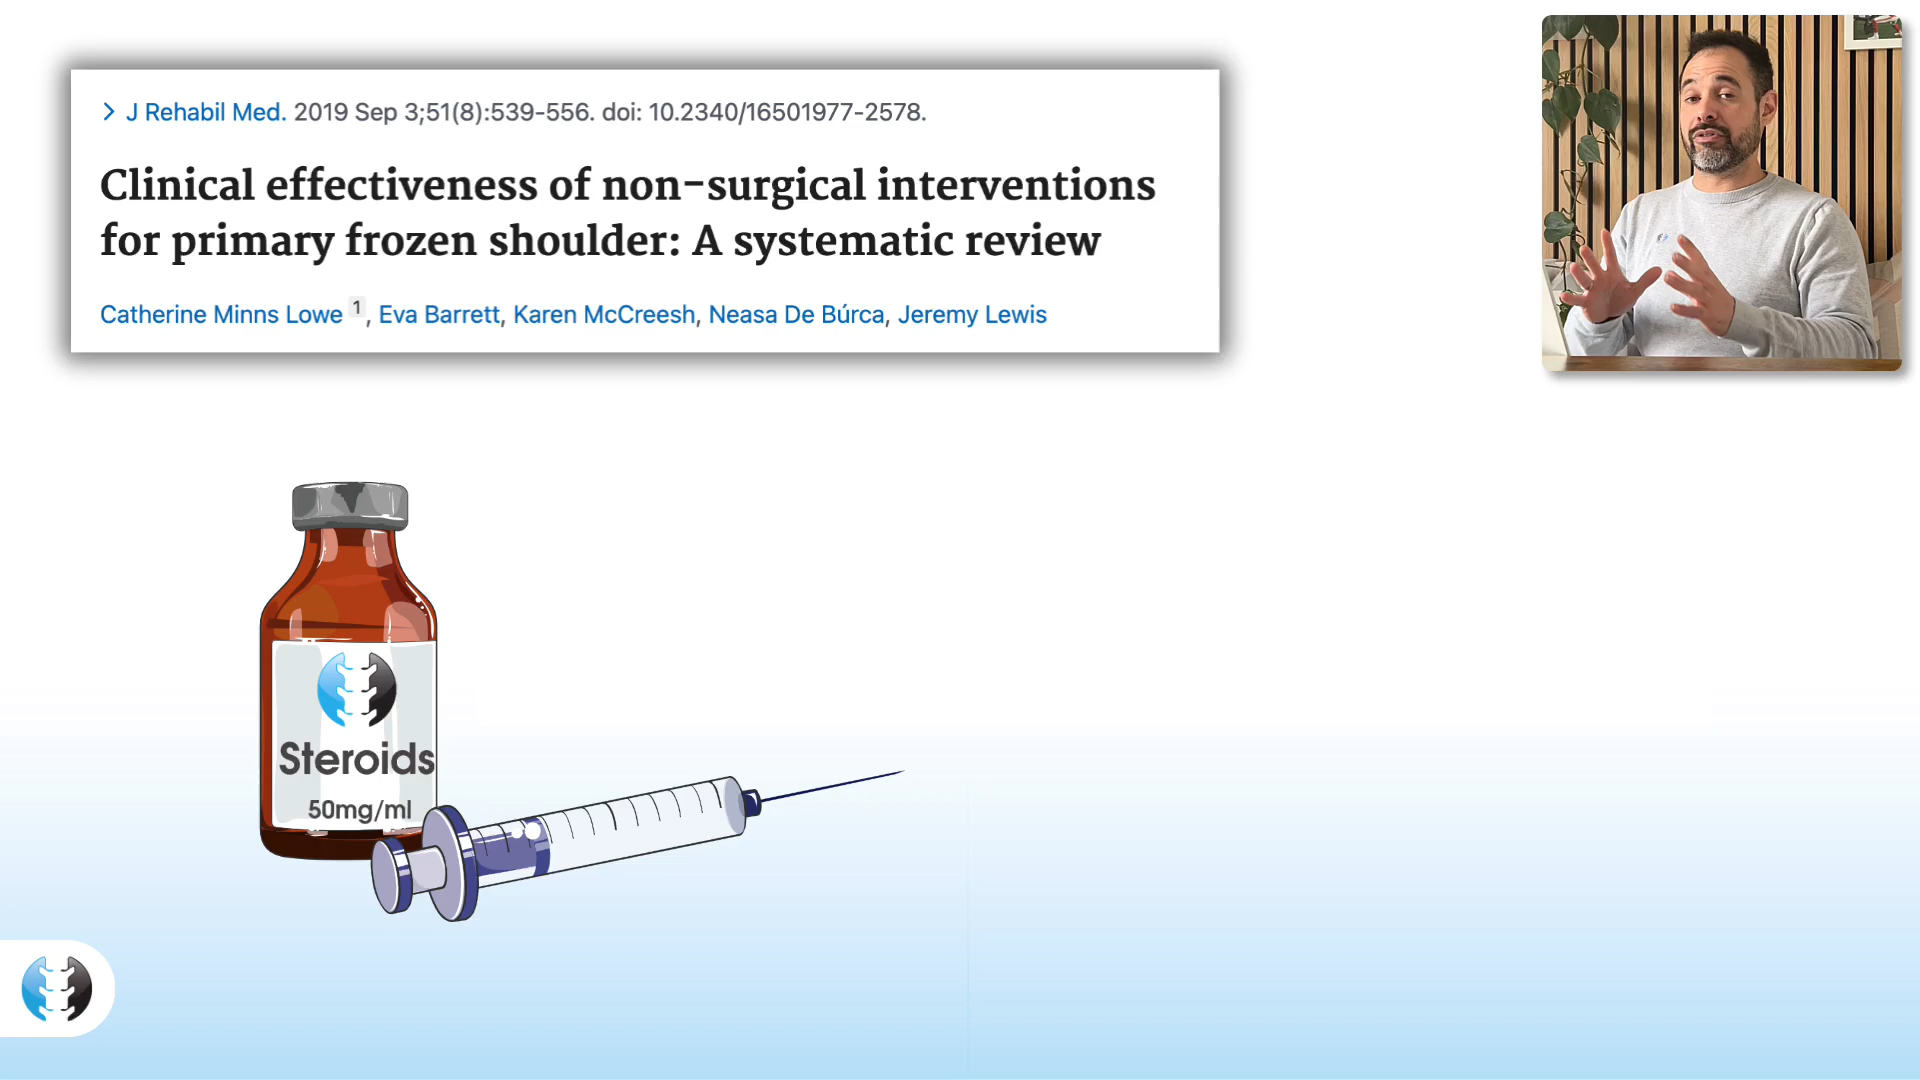 > J Rehabil Med. 2019 Sep 3;51(8):539-556. doi: 10.2340/16501977-2578.
Clinical effectiveness of non-surgical interventions
for primary frozen shoulder: A systematic review
Catherine Minns Lowe 1, Eva Barrett, Karen McCreesh, Neasa De Búrca, Jeremy Lewis
Steroids
50mg/ml